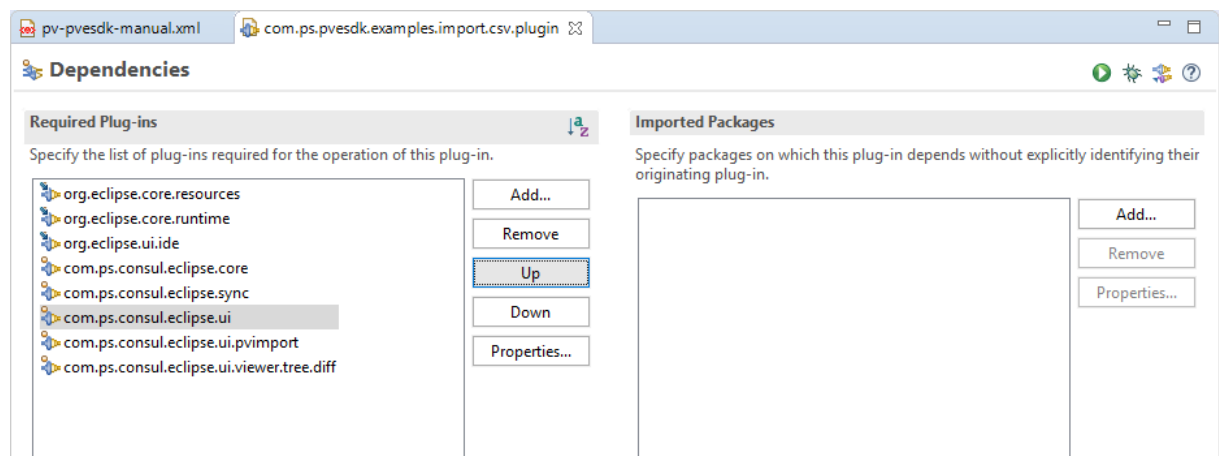 pv-pvesdk-manual.xml
com.ps.pvesdk.examples.import.csv.plugin
Dependencies
Required Plug-ins
Specify the list of plug-ins required for the operation of this plug-in.
org.eclipse.core.resources
org.eclipse.core.runtime
org.eclipse.ui.ide
com.ps.consul.eclipse.core
com.ps.consul.eclipse.sync
com.ps.consul.eclipse.ui
com.ps.consul.eclipse.ui.pvimport
com.ps.consul.eclipse.ui.viewer.tree.diff
Add...
Remove
Up
Down
Properties...
Imported Packages
Specify packages on which this plug-in depends without explicitly identifying their
originating plug-in.
Add...
Remove
Properties...